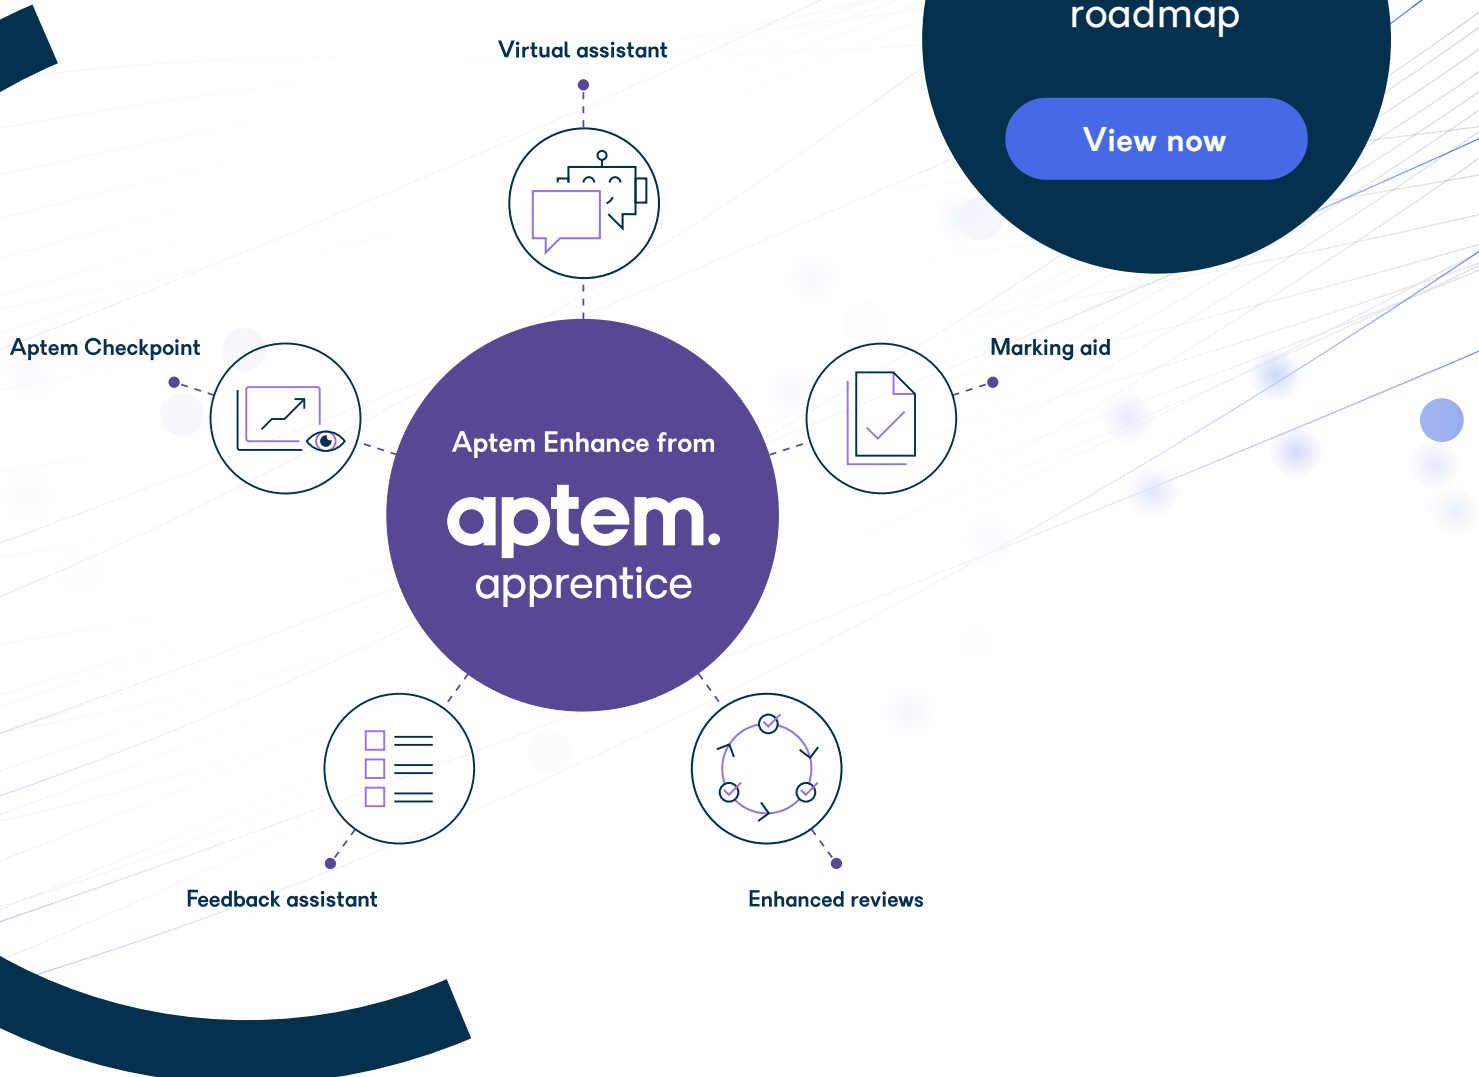 roadmap
View now
Virtual assistant
Aptem Checkpoint
Marking aid
Aptem Enhance from
aptem.
apprentice
Feedback assistant
Enhanced reviews